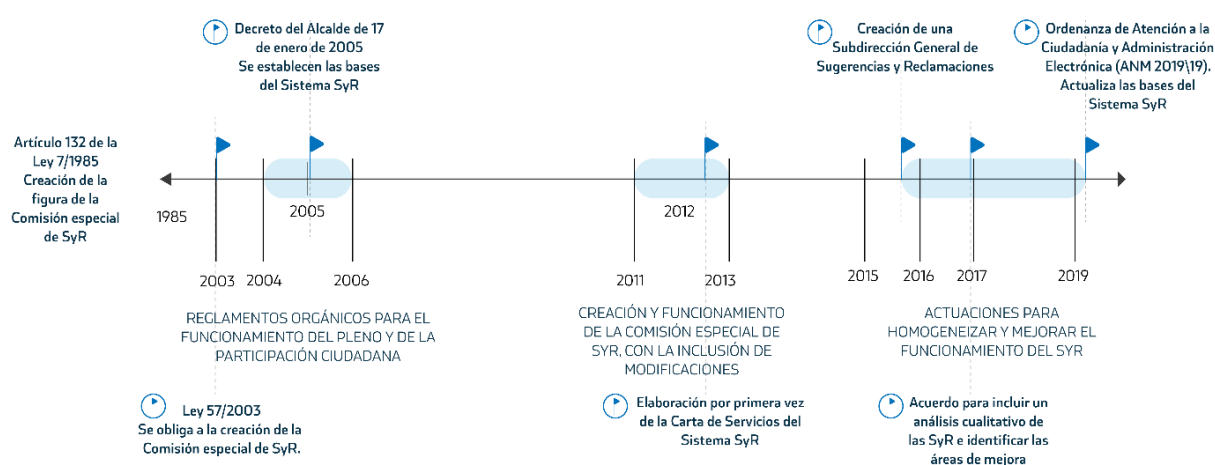 Decreto del Alcalde de 17
de enero de 2005
Se establecen las bases
del Sistema SyR
Creación de una
Subdirección General de
Sugerencias y Reclamaciones
Ordenanza de Atención a la
Ciudadanía y Administración
Electrónica (ANM 2019\19).
Actualiza las bases del
Sistema SyR
Artículo 132 de la
Ley 7/1985
Creación de la
figura de la
Comisión especial
de SyR
1985
2005
2012
2003
2004
2006
2011
2013
2015
2016
2017
2019
REGLAMENTOS ORGÁNICOS PARA EL
FUNCIONAMIENTO DEL PLENO Y DE LA
PARTICIPACIÓN CIUDADANA
CREACIÓN Y FUNCIONAMIENTO
DE LA COMISIÓN ESPECIAL DE
SYR, CON LA INCLUSIÓN DE
MODIFICACIONES
ACTUACIONES PARA
HOMOGENEIZAR Y MEJORAR EL
FUNCIONAMIENTO DEL SYR
Ley 57/2003
Se obliga a la creación de la
Comisión especial de SyR.
Elaboración por primera vez
de la Carta de Servicios del
Sistema SyR
Acuerdo para incluir un
análisis cualitativo de
las SyR e identificar las
áreas de mejora